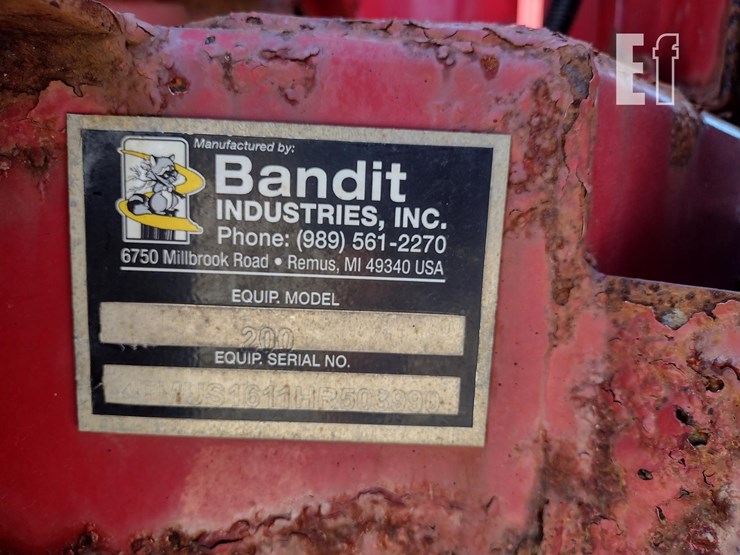 Ef
Manufactured by:
Bandit
INDUSTRIES, INC.
Phone: (989) 561-2270
6750 Millbrook Road • Remus, MI 49340 USA
EQUIP. MODEL
200
EQUIP. SERIAL NO.